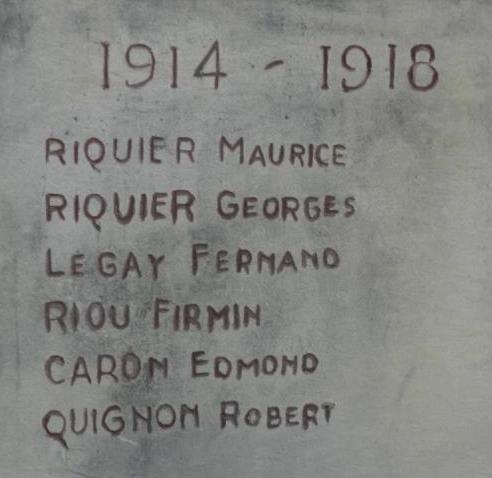 1914 - 1918
RIQUIER MAURICE
RIQUIER GEORGES
LEGAY FERNAND
RIOU FIRMIN
CARON EDMOND
QUIGNON ROBERT